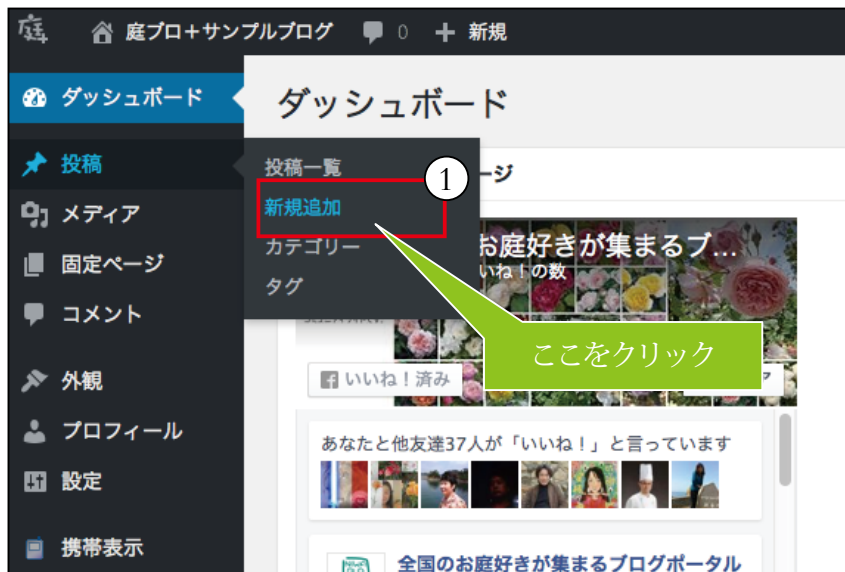 庭ブロ+サンプルブログ 0 新規
ダッシュボード
ダッシュボード
投稿
メディア
固定ページ
コメント
外観
プロフィール
設定
携帯表示
投稿一覧
新規追加
カテゴリー
タグ
1
ージ
お庭好きが集まるブ...
いいね！の数
ここをクリック
いいね！済み
あなたと他友達37人が「いいね！」と言っています
全国のお庭好きが集まるブログポータル